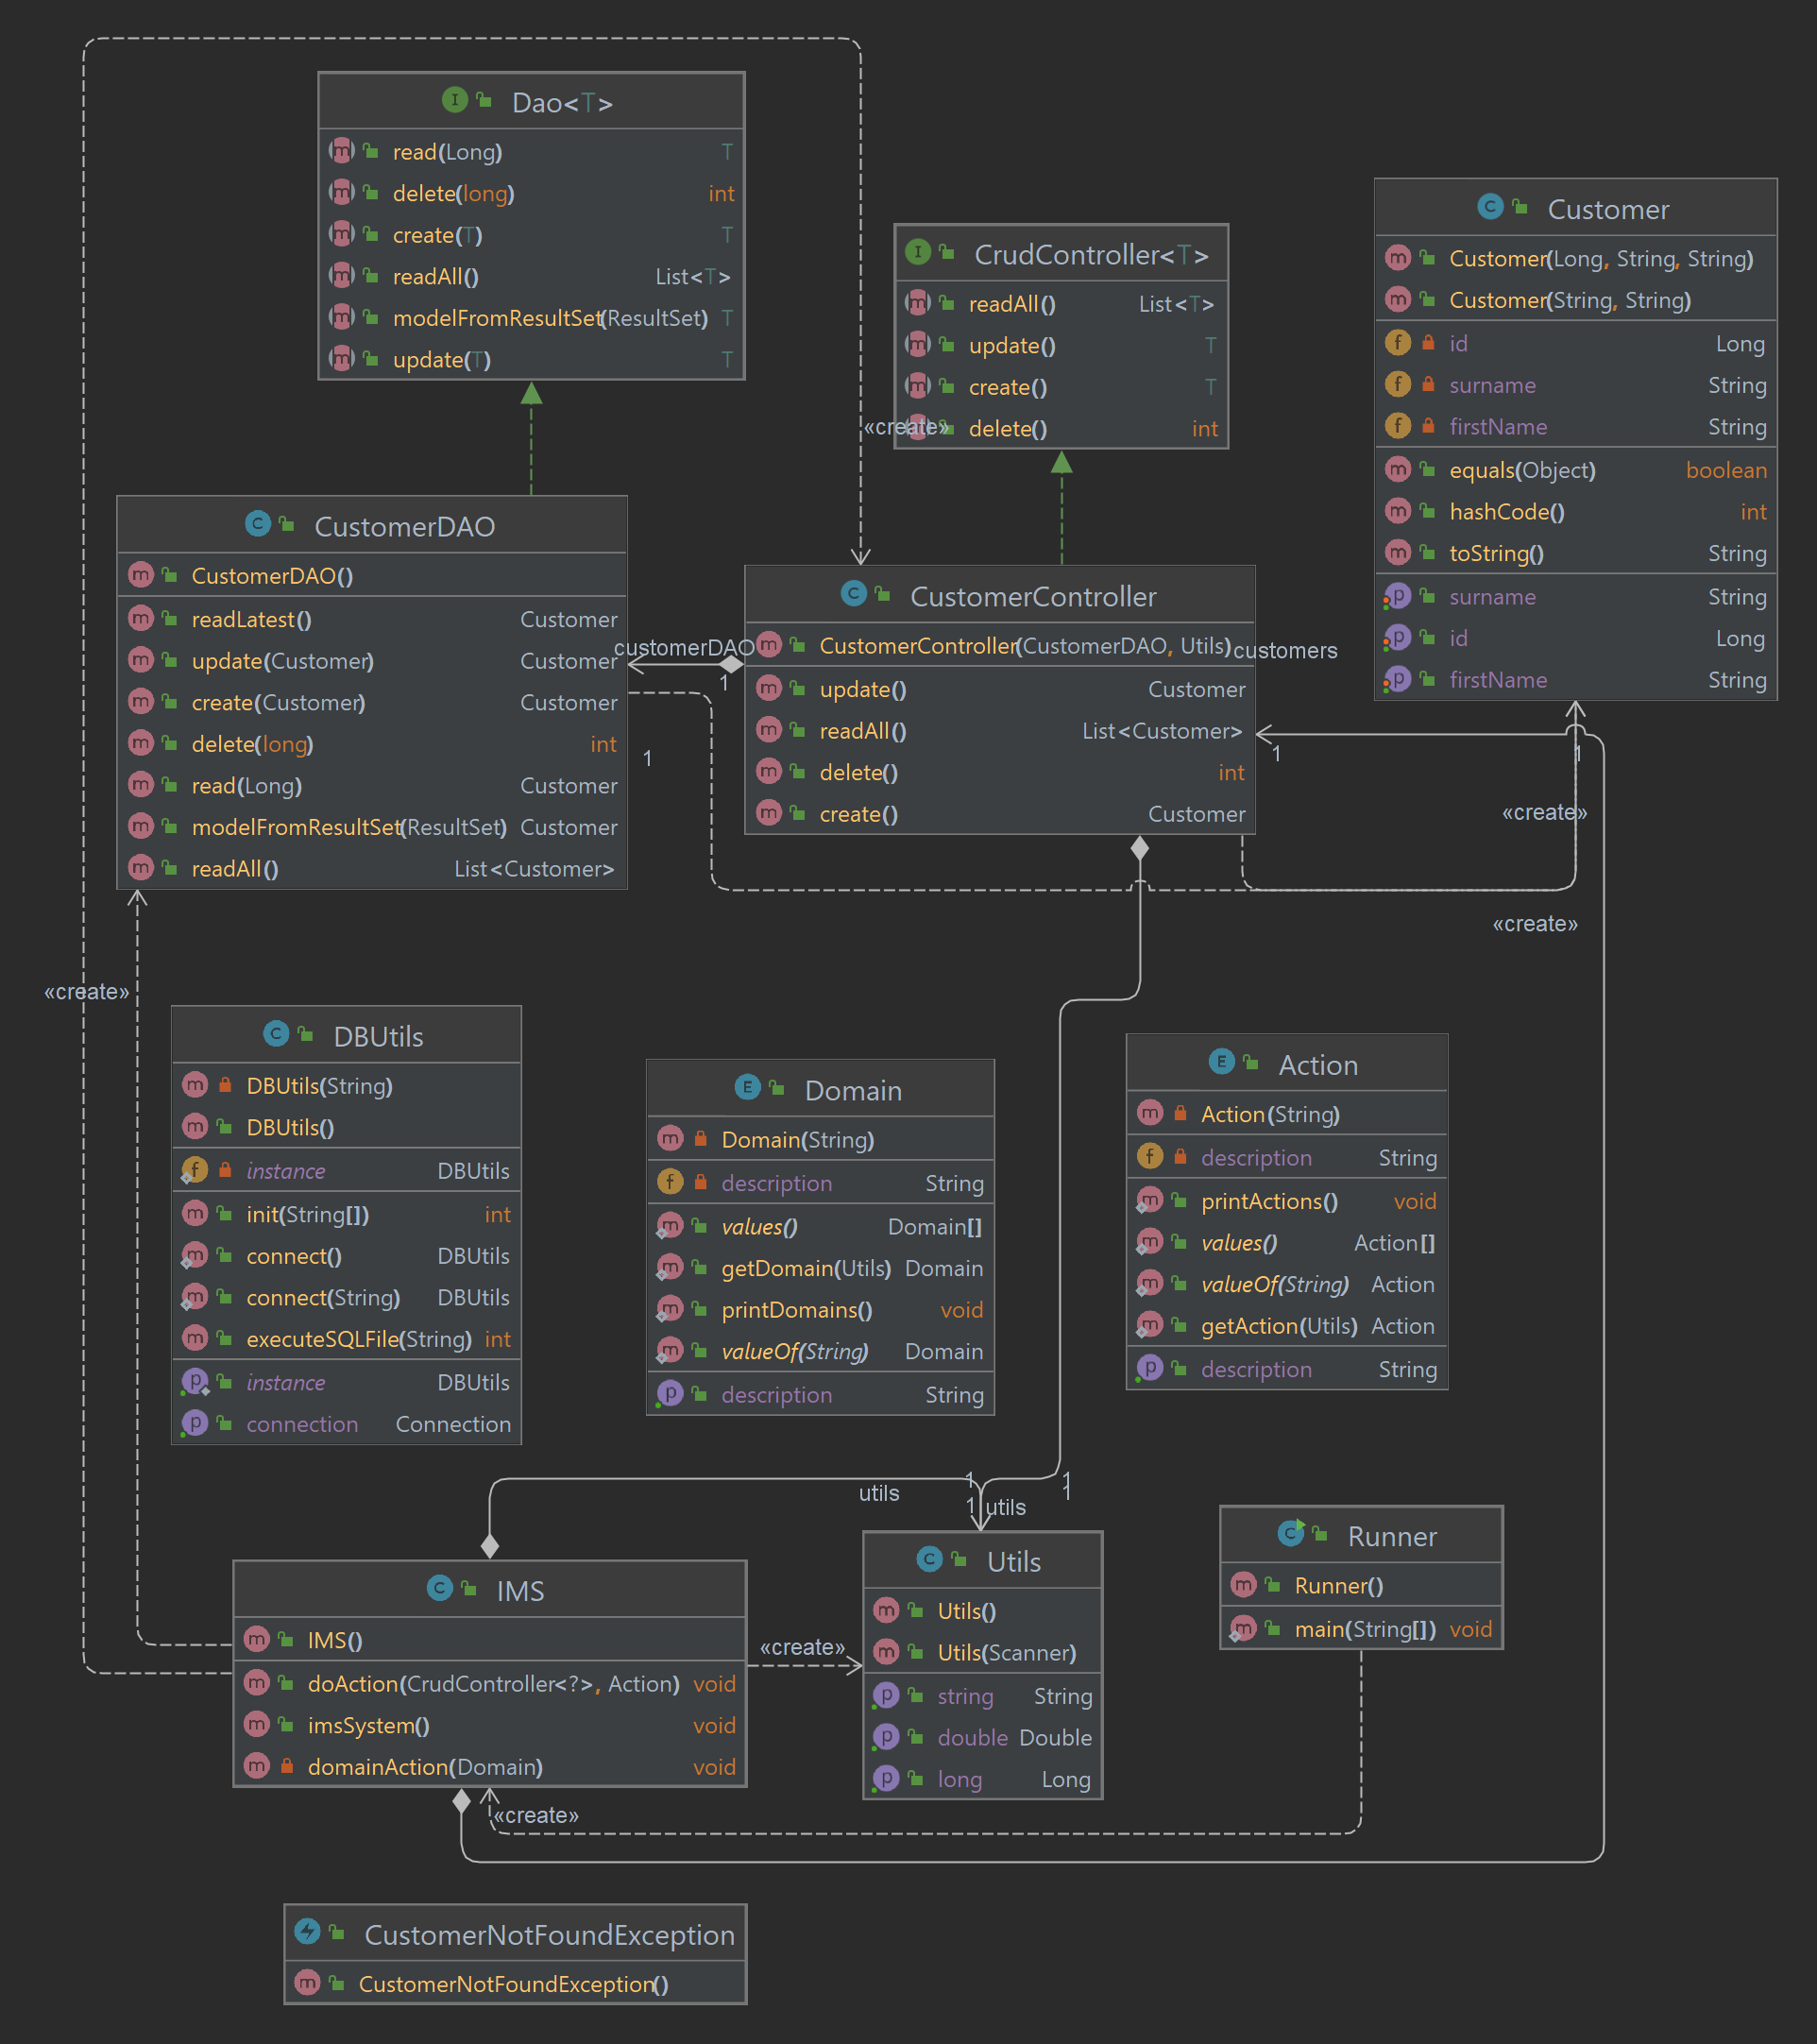 Dao<T>
read(Long) T
delete(long) int
create(T) T
readAll() List<T>
modelFromResultSet(ResultSet) T
update(T) T
CrudController<T>
readAll() List<T>
update() T
create() T
delete() int
«create»
Customer
Customer(Long, String, String)
Customer(String, String)
id Long
surname String
firstName String
equals(Object) boolean
hashCode() int
toString() String
surname String
id Long
firstName String
CustomerDAO
CustomerDAO()
readLatest() Customer
update(Customer) Customer
create(Customer) Customer
delete(long) int
read(Long) Customer
modelFromResultSet(ResultSet) Customer
readAll() List<Customer>
customerDAO
1
1
CustomerController
CustomerController(CustomerDAO, Utils)
update() Customer
readAll() List<Customer>
delete() int
create() Customer
customers
1
1
«create»
«create»
«create»
DBUtils
DBUtils(String)
DBUtils()
instance DBUtils
init(String[]) int
connect() DBUtils
connect(String) DBUtils
executeSQLFile(String) int
instance DBUtils
connection Connection
Domain
Domain(String)
description String
values() Domain[]
getDomain(Utils) Domain
printDomains() void
valueOf(String) Domain
description String
Action
Action(String)
description String
printActions() void
values() Action[]
valueOf(String) Action
getAction(Utils) Action
description String
1
1
utils
1
1
utils
IMS
IMS()
doAction(CrudController<?>, Action) void
imsSystem() void
domainAction(Domain) void
«create»
Utils
Utils()
Utils(Scanner)
string String
double Double
long Long
Runner
Runner()
main(String[]) void
«create»
CustomerNotFoundException
CustomerNotFoundException()